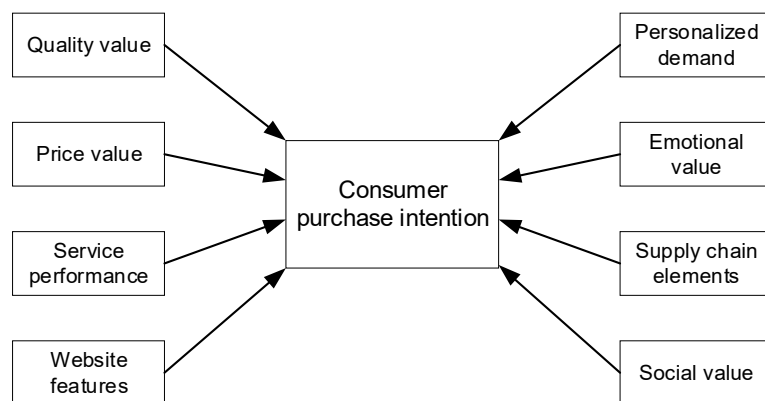 Quality value
Price value
Service
performance
Website
features
Consumer
purchase intention
Personalized
demand
Emotional
value
Supply chain
elements
Social value